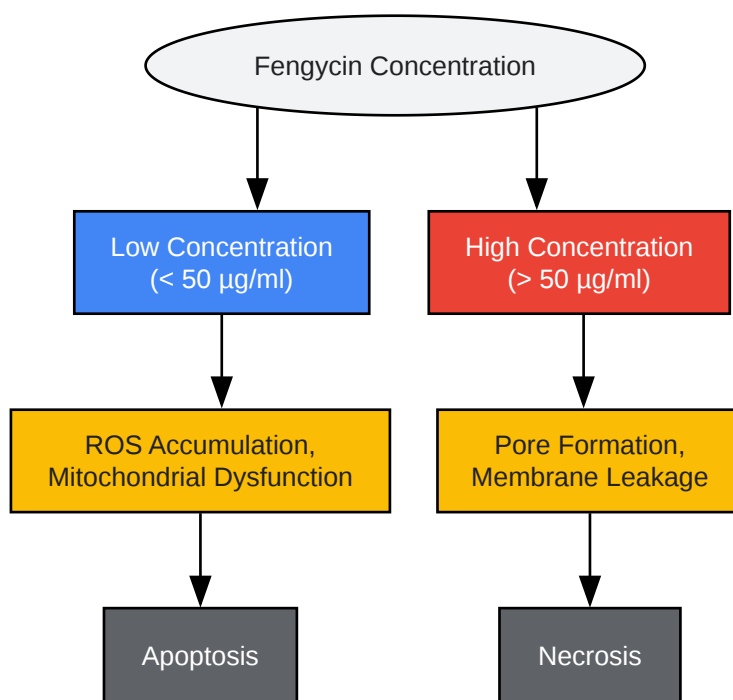 Fengycin Concentration
Low Concentration
(< 50 µg/ml)
High Concentration
(> 50 µg/ml)
ROS Accumulation,
Mitochondrial Dysfunction
Pore Formation,
Membrane Leakage
Apoptosis
Necrosis